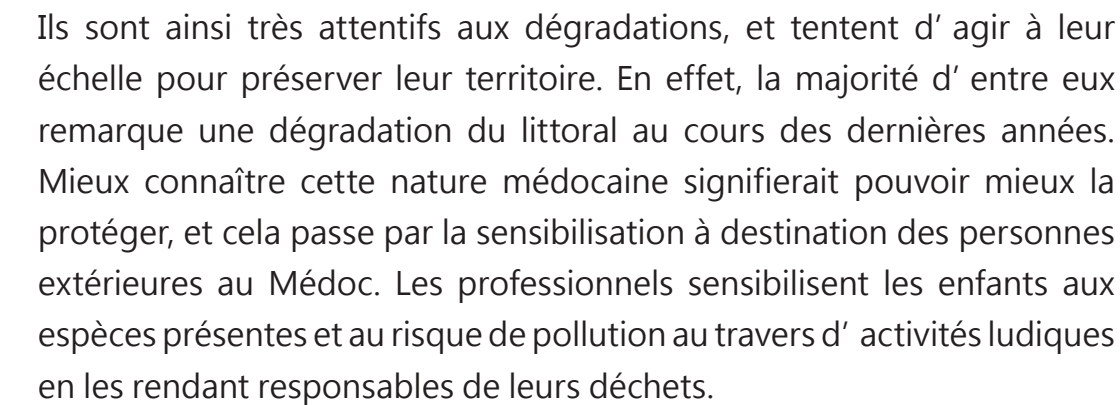 Ils sont ainsi très attentifs aux dégradations, et tentent d’ agir à leur
échelle pour préserver leur territoire. En effet, la majorité d’ entre eux
remarque une dégradation du littoral au cours des dernières années.
Mieux connaître cette nature médocaine signifierait pouvoir mieux la
protéger, et cela passe par la sensibilisation à destination des personnes
extérieures au Médoc. Les professionnels sensibilisent les enfants aux
espèces présentes et au risque de pollution au travers d’ activités ludiques
en les rendant responsables de leurs déchets.